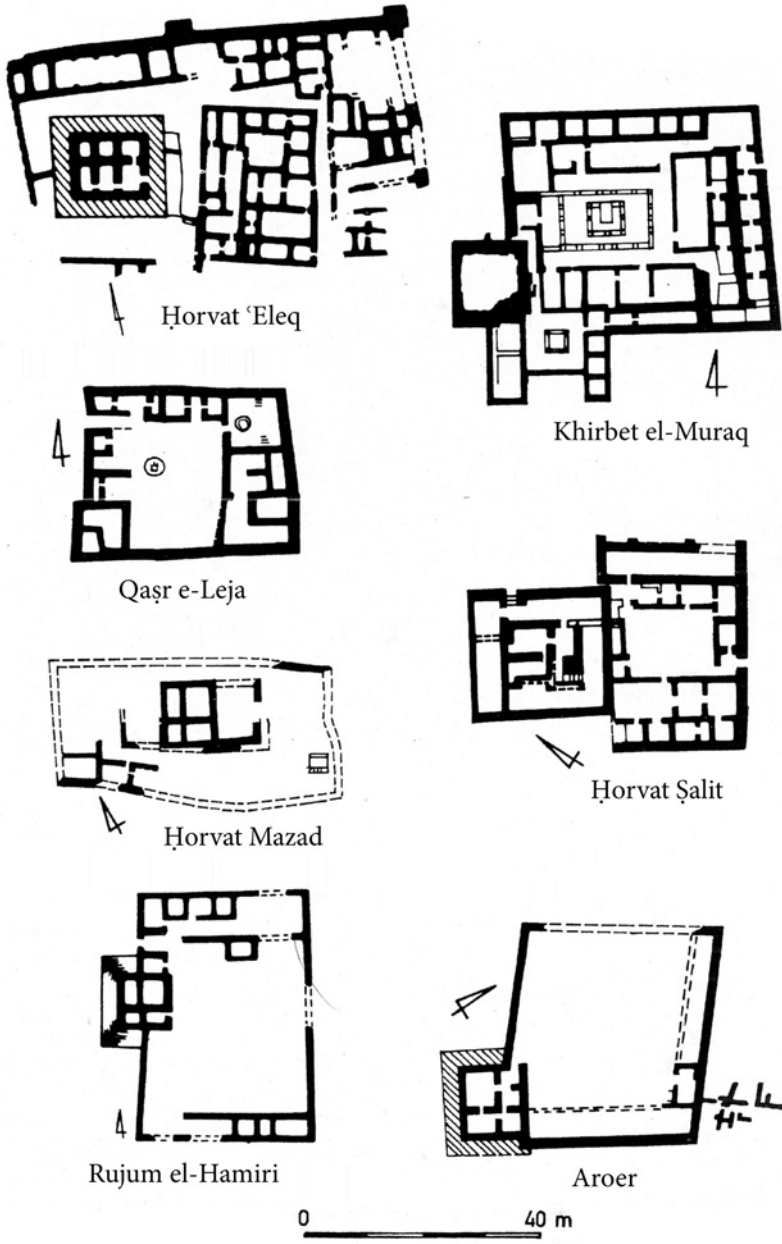 Ḥorvat ʿEleq
Khirbet el-Muraq
Qaṣr e-Leja
Ḥorvat Ṣalit
Ḥorvat Mazad
Rujum el-Hamiri
Aroer
0 40 m